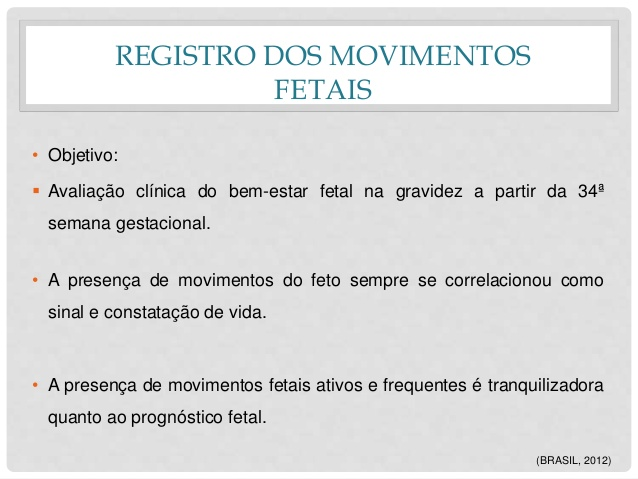 REGISTRO DOS MOVIMENTOS
FETAIS
• Objetivo:
▪ Avaliação clínica do bem-estar fetal na gravidez a partir da 34ª
semana gestacional.
• A presença de movimentos do feto sempre se correlacionou como
sinal e constatação de vida.
• A presença de movimentos fetais ativos e frequentes é tranquilizadora
quanto ao prognóstico fetal.
(BRASIL, 2012)